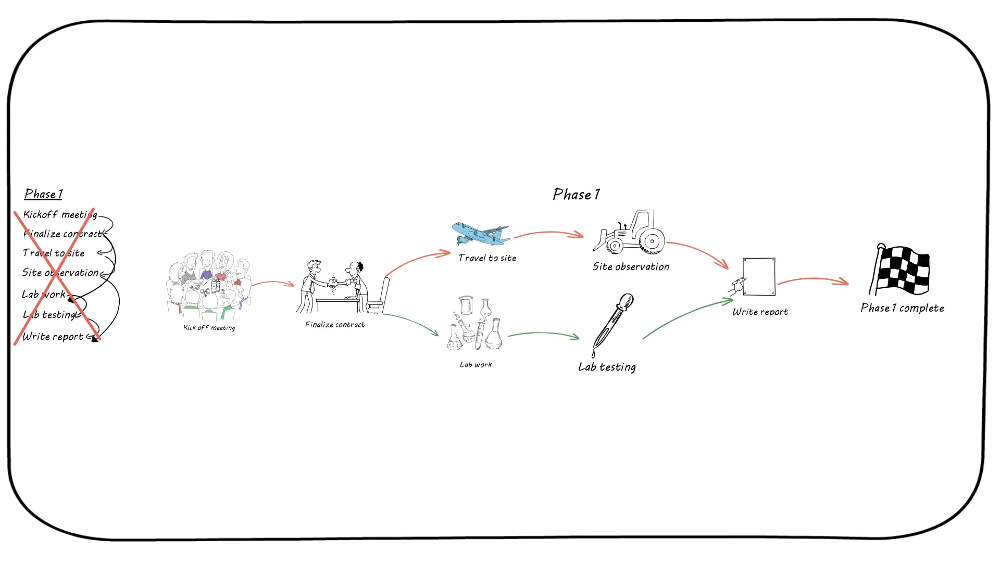 Phase 1
Kickoff meeting
Finalize contract
Travel to site
Site observation
Lab work
Lab testing
Write report
Phase 1
Kick off meeting
Finalize contract
Travel to site
Site observation
Lab work
Lab testing
Write report
Phase 1 complete